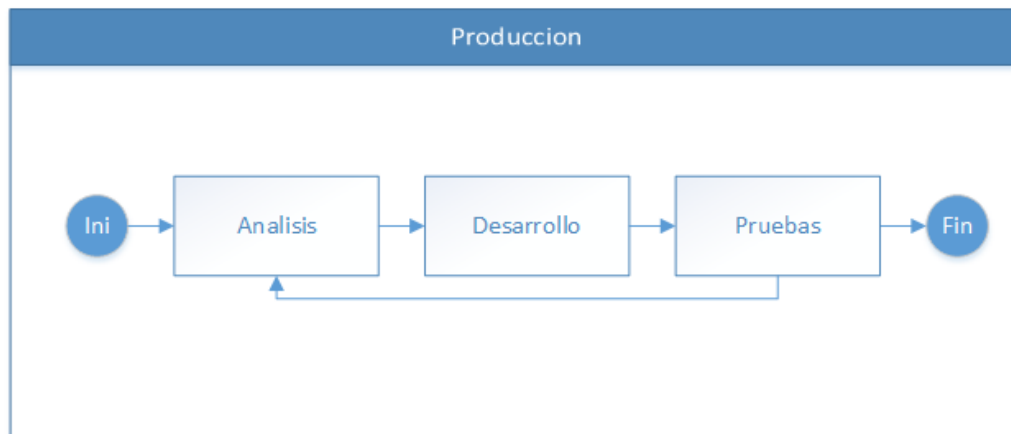 Produccion
Ini
Analisis
Desarrollo
Pruebas
Fin